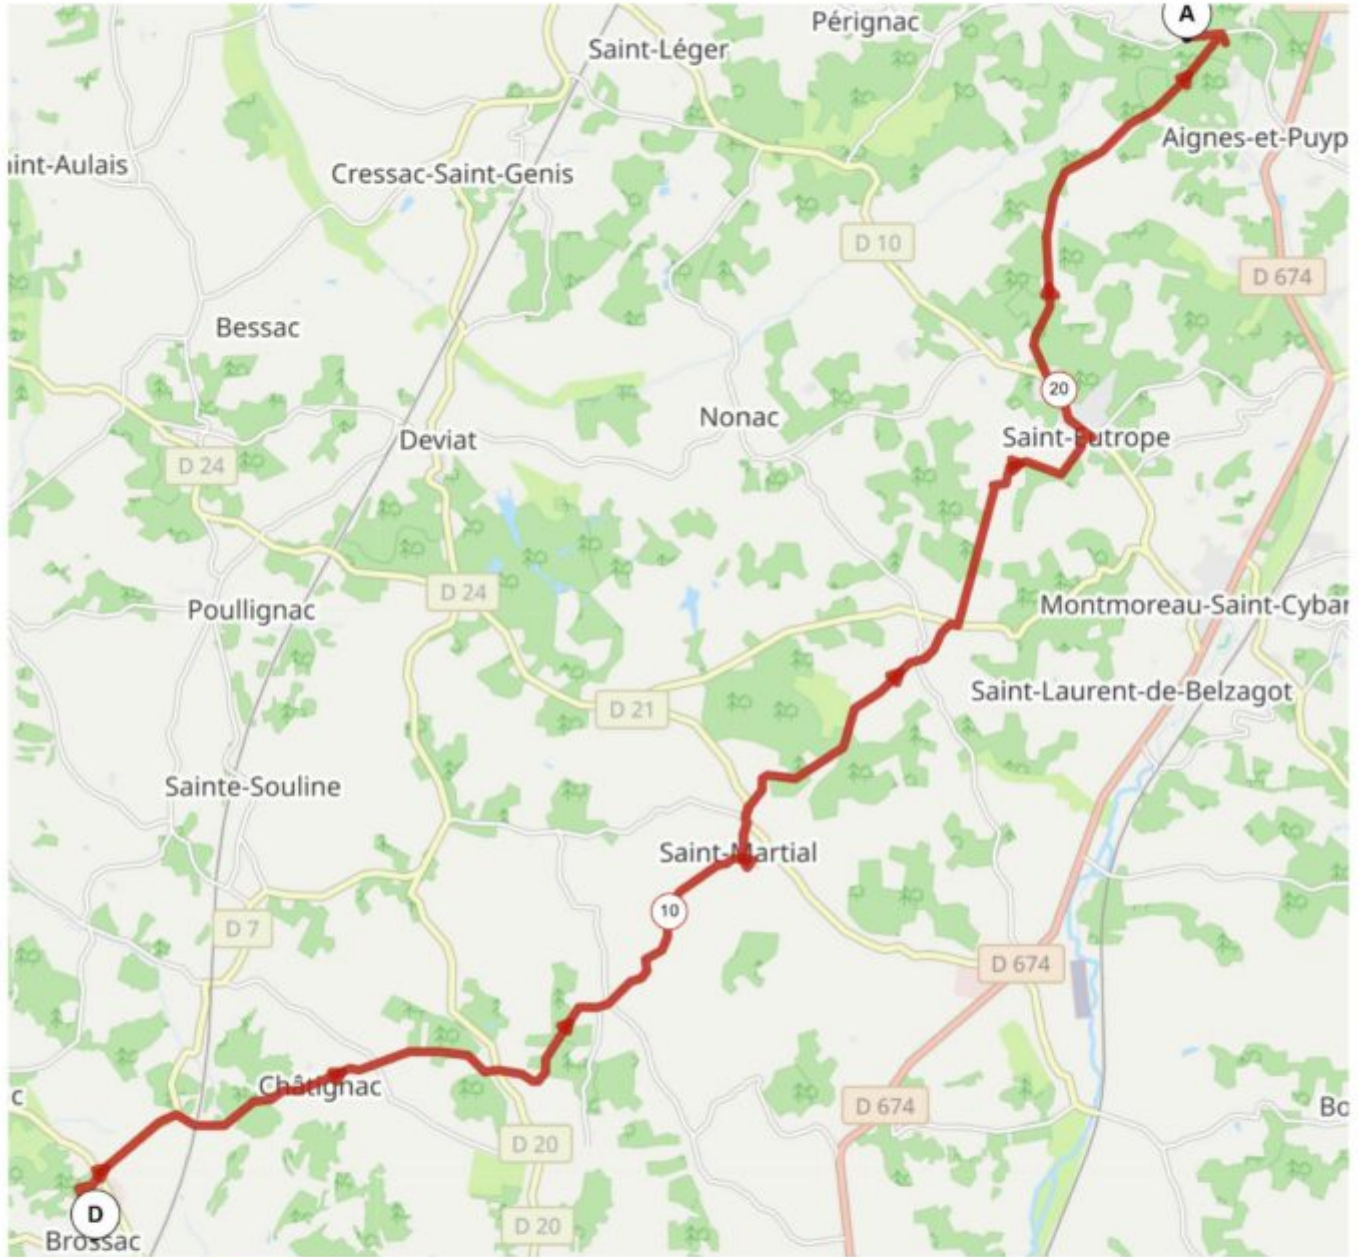 A
Pérignac
Saint-Léger
Aignes-et-Puyp
int-Aulais
Cressac-Saint-Genis
D 10
D 674
Bessac
20
Nonac
Saint-Eutrope
Deviat
D 24
D 24
Poullignac
Montmoreau-Saint-Cybar
Saint-Laurent-de-Belzagot
D 21
Sainte-Souline
Saint-Martial
10
D 7
D 674
Châtignac
c
D 674
Bo
D 20
D
D 20
Brossac